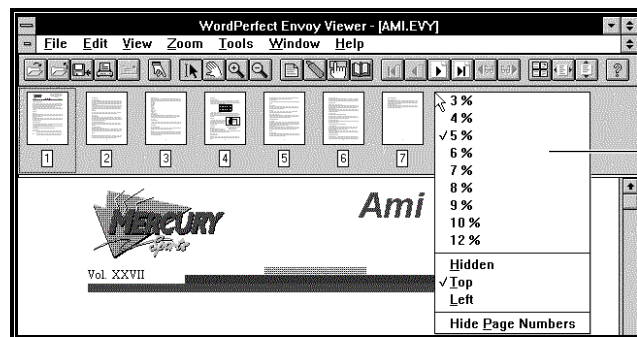 WordPerfect Envoy Viewer - [AMI.EVY]
File Edit View Zoom Tools Window Help
1 2 3 4 5 6 7
3 %
4 %
√5 %
6 %
7 %
8 %
9 %
10 %
12 %
Hidden
√Top
Left
Hide Page Numbers
MERCURY
Sports
Ami
Vol. XXVII